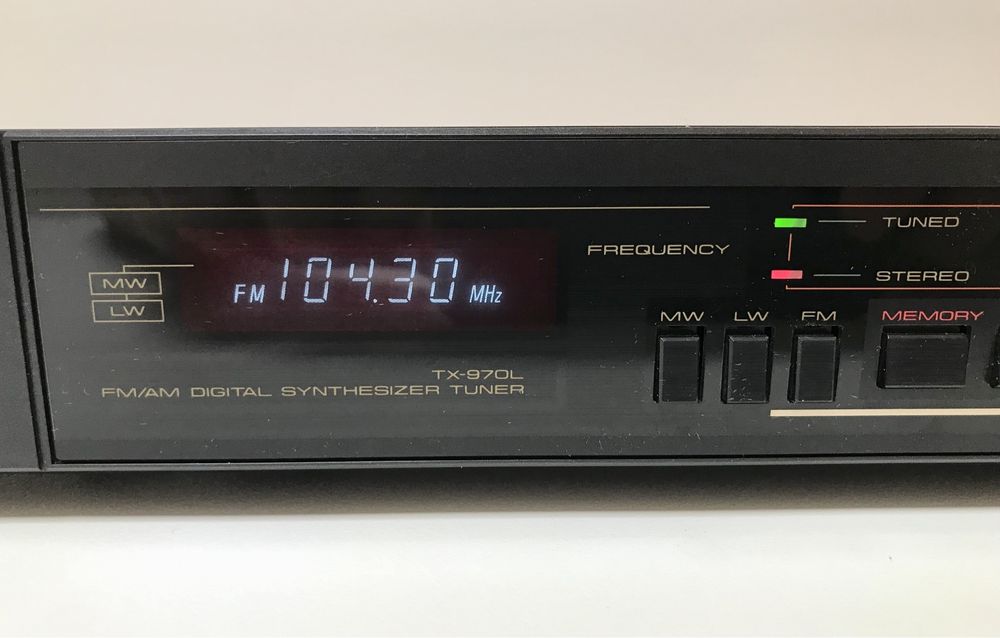 TUNED
FREQUENCY
STEREO
MW
LW
FM 104.30 MHz
MW LW FM MEMORY
TX-970L
FM/AM DIGITAL SYNTHESIZER TUNER